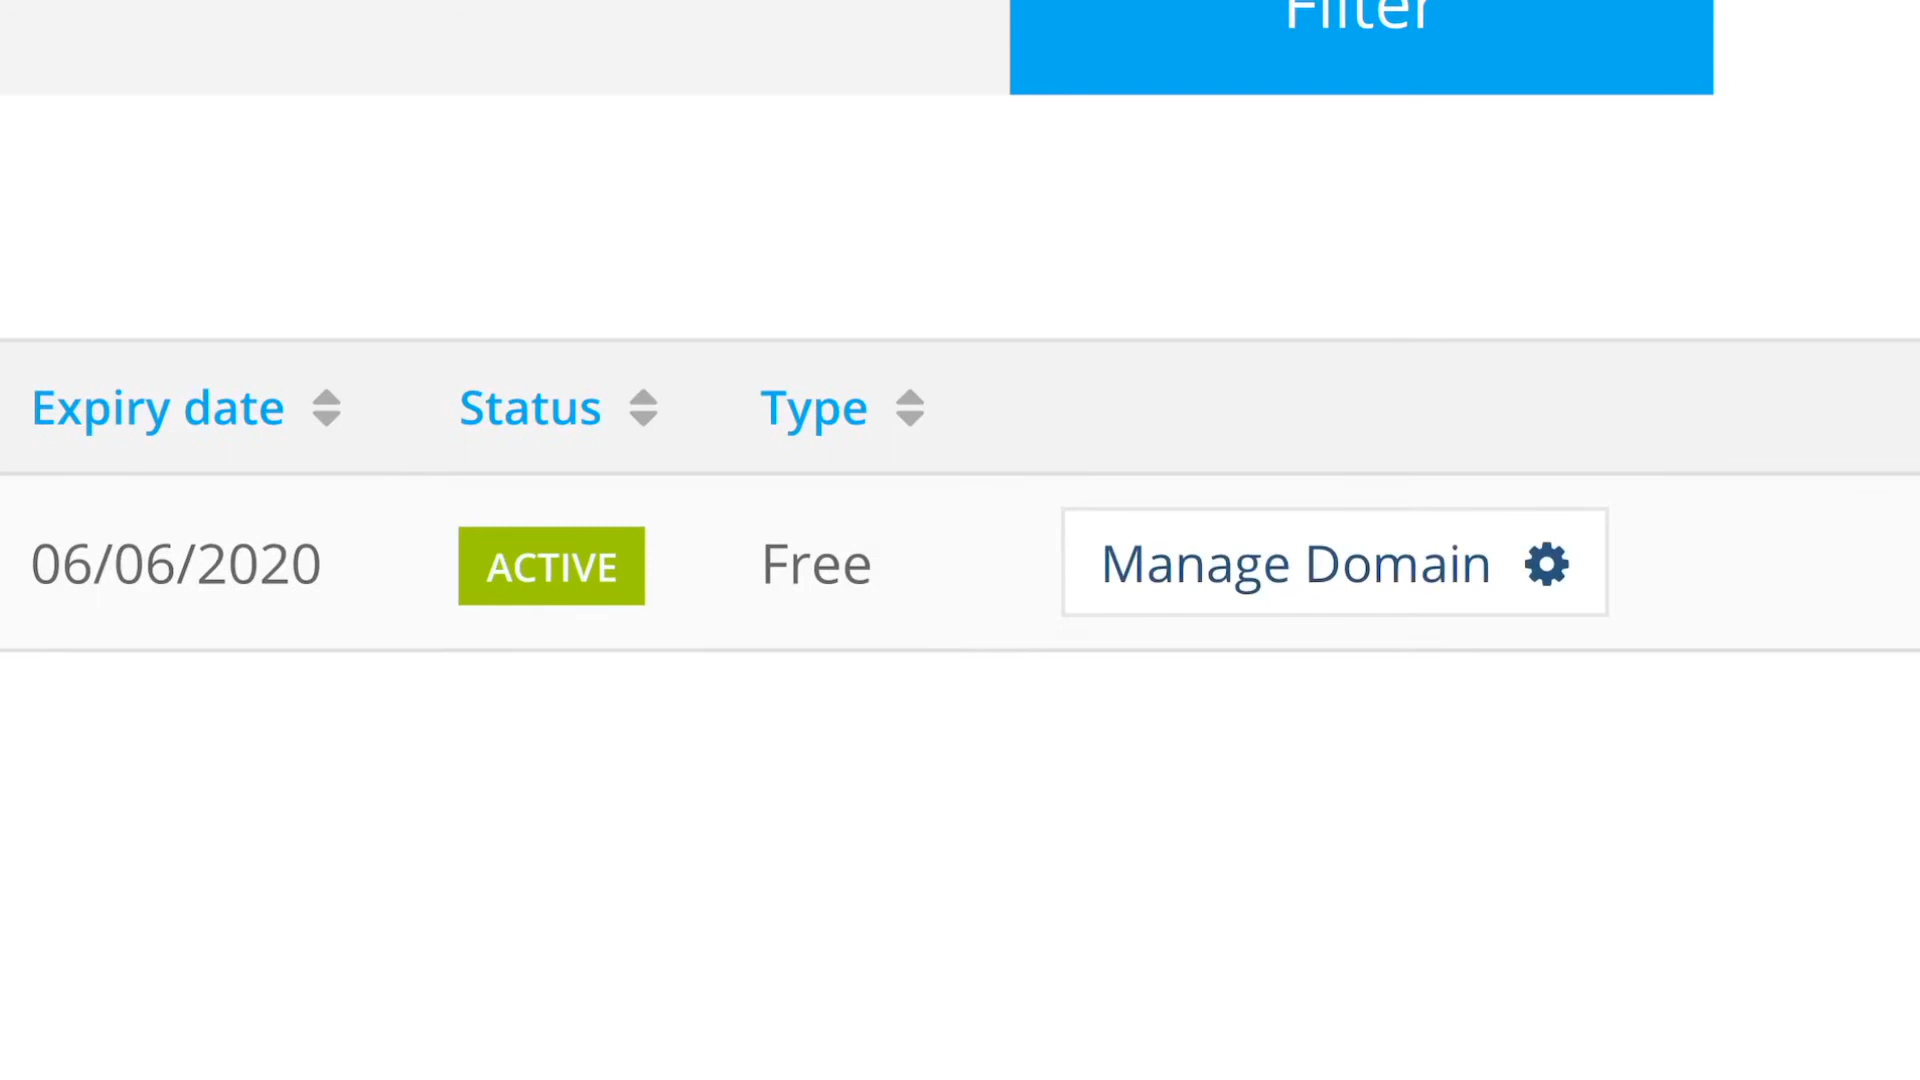 Filter
Expiry date Status Type
06/06/2020 ACTIVE Free Manage Domain